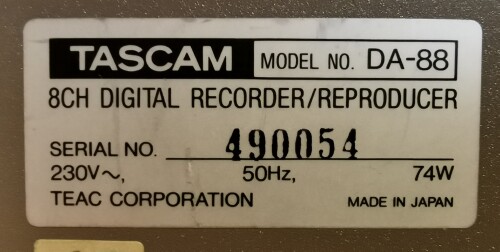 TASCAM MODEL NO. DA-88
8CH DIGITAL RECORDER/REPRODUCER
SERIAL NO. 490054
230V~, 50Hz, 74W
TEAC CORPORATION MADE IN JAPAN